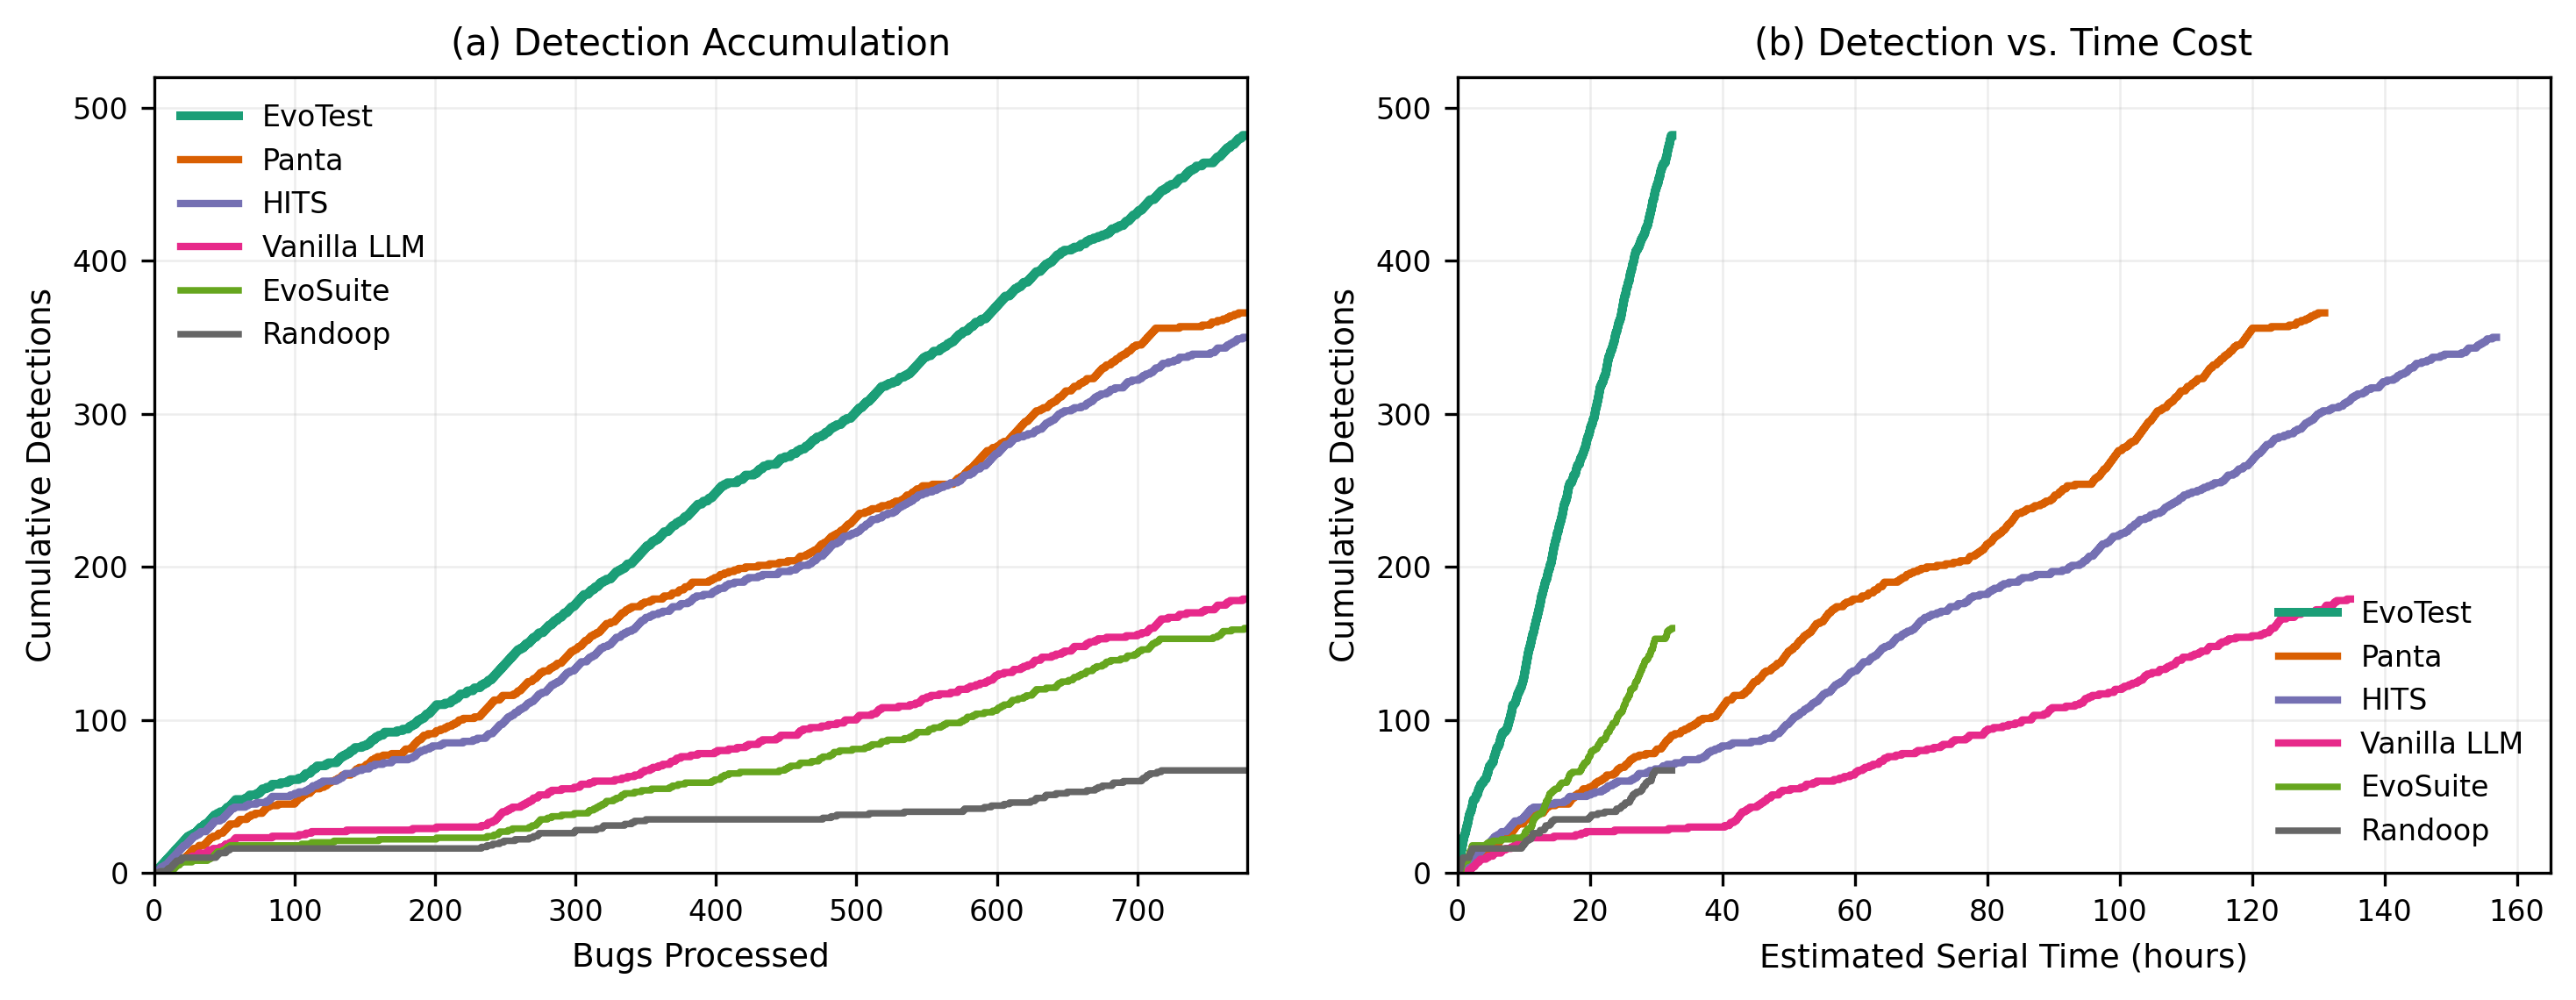 (a) Detection Accumulation
Cumulative Detections
500
400
300
200
100
0
EvoTest
Panta
HITS
Vanilla LLM
EvoSuite
Randoop
0 100 200 300 400 500 600 700
Bugs Processed
(b) Detection vs. Time Cost
Cumulative Detections
500
400
300
200
100
0
EvoTest
Panta
HITS
Vanilla LLM
EvoSuite
Randoop
0 20 40 60 80 100 120 140 160
Estimated Serial Time (hours)